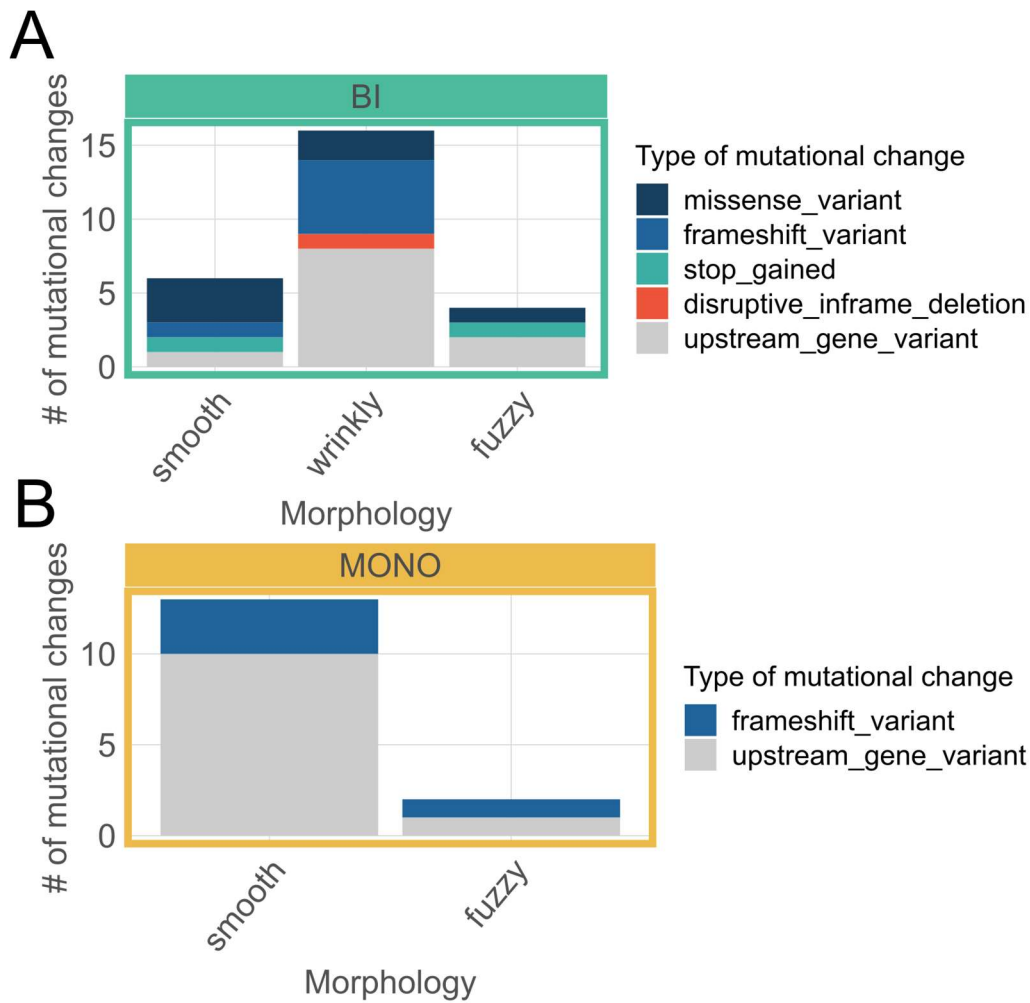 A
BI
# of mutational changes
15
10
5
0
smooth
wrinkly
fuzzy
Morphology
Type of mutational change
missense_variant
frameshift_variant
stop_gained
disruptive_inframe_deletion
upstream_gene_variant
B
MONO
# of mutational changes
10
5
0
smooth
fuzzy
Morphology
Type of mutational change
frameshift_variant
upstream_gene_variant